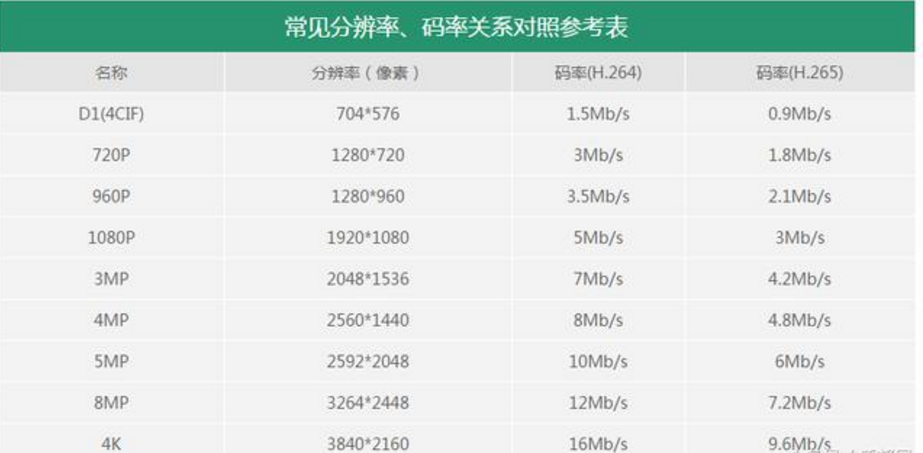 常见分辨率、码率关系对照参考表
名称 分辨率（像素） 码率(H.264) 码率(H.265)
D1(4CIF) 704*576 1.5Mb/s 0.9Mb/s
720P 1280*720 3Mb/s 1.8Mb/s
960P 1280*960 3.5Mb/s 2.1Mb/s
1080P 1920*1080 5Mb/s 3Mb/s
3MP 2048*1536 7Mb/s 4.2Mb/s
4MP 2560*1440 8Mb/s 4.8Mb/s
5MP 2592*2048 10Mb/s 6Mb/s
8MP 3264*2448 12Mb/s 7.2Mb/s
4K 3840*2160 16Mb/s 9.6Mb/s